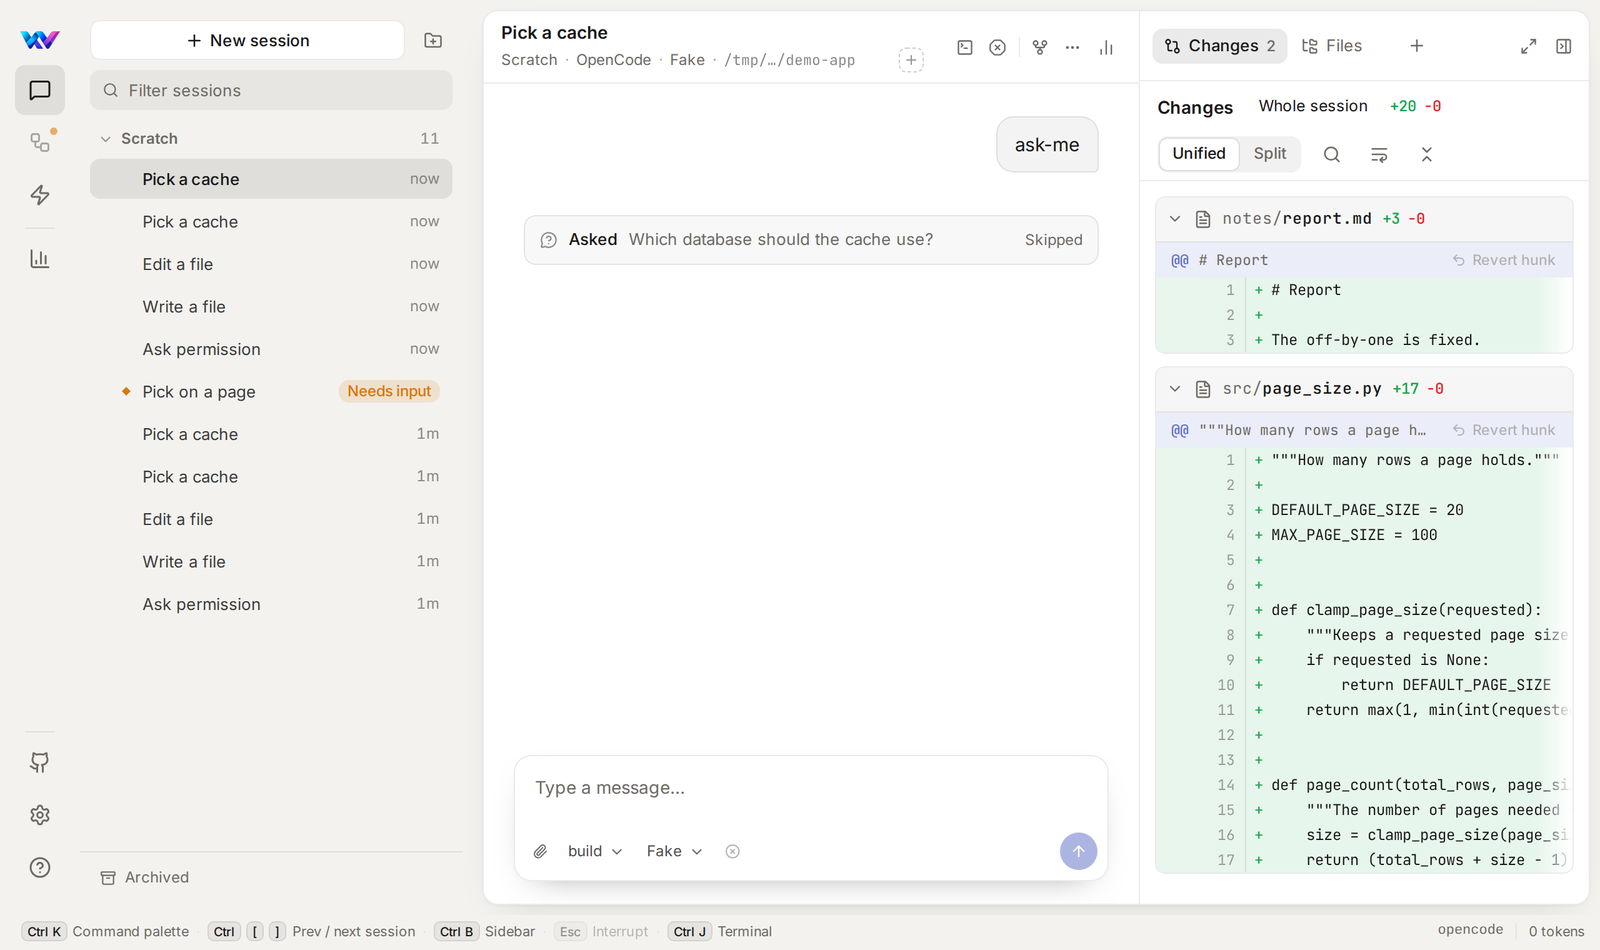 New session
Filter sessions
Scratch 11
Pick a cache now
Pick a cache now
Edit a file now
Write a file now
Ask permission now
Pick on a page Needs input
Pick a cache 1m
Pick a cache 1m
Edit a file 1m
Write a file 1m
Ask permission 1m
Archived
Pick a cache
Scratch · OpenCode · Fake · /tmp/…/demo-app
ask-me
Asked Which database should the cache use? Skipped
Type a message...
build Fake
Changes 2 Files
Changes Whole session +20 -0
Unified Split
notes/report.md +3 -0
@@ # Report Revert hunk
1 + # Report
2 +
3 + The off-by-one is fixed.
src/page_size.py +17 -0
@@ """How many rows a page h… Revert hunk
1 + """How many rows a page holds."""
2 +
3 + DEFAULT_PAGE_SIZE = 20
4 + MAX_PAGE_SIZE = 100
5 +
6 +
7 + def clamp_page_size(requested):
8 + """Keeps a requested page size
9 + if requested is None:
10 + return DEFAULT_PAGE_SIZE
11 + return max(1, min(int(requeste
12 +
13 +
14 + def page_count(total_rows, page_si
15 + """The number of pages needed
16 + size = clamp_page_size(page_si
17 + return (total_rows + size - 1)
Ctrl K Command palette · Ctrl [ ] Prev / next session · Ctrl B Sidebar · Esc Interrupt · Ctrl J Terminal
opencode 0 tokens